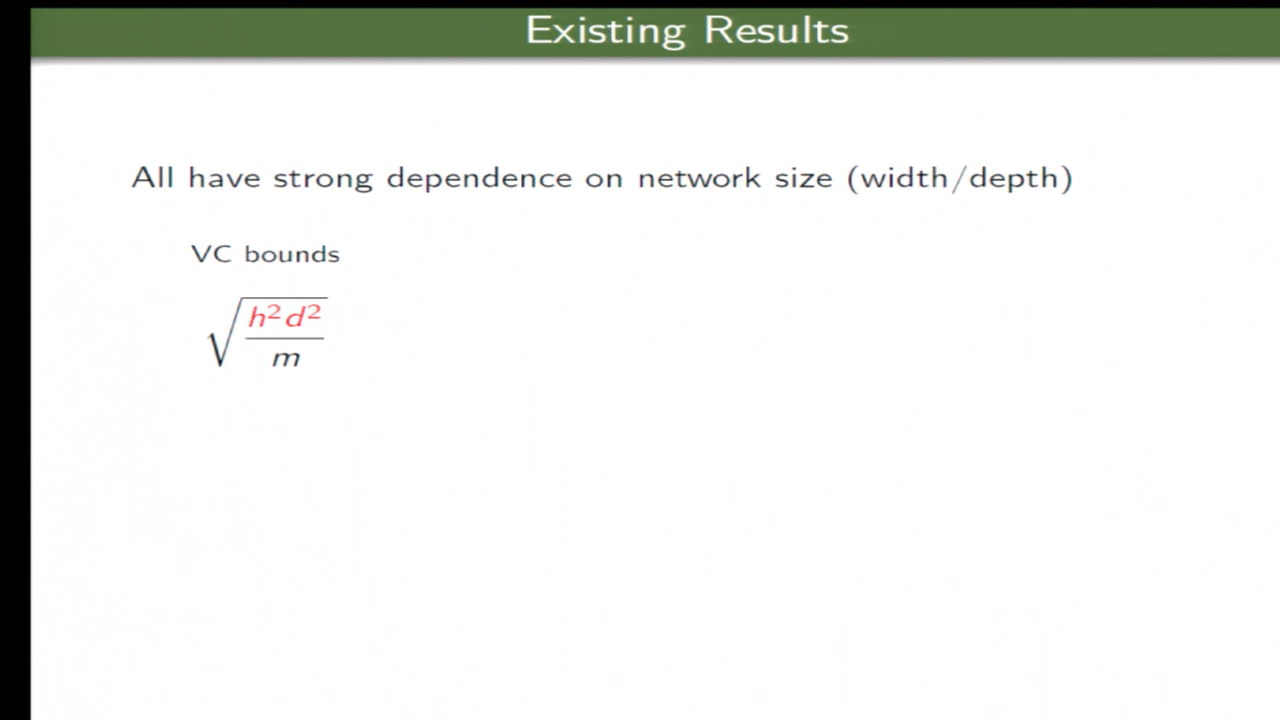 Existing Results
All have strong dependence on network size (width/depth)
VC bounds
√(h²d²/m)